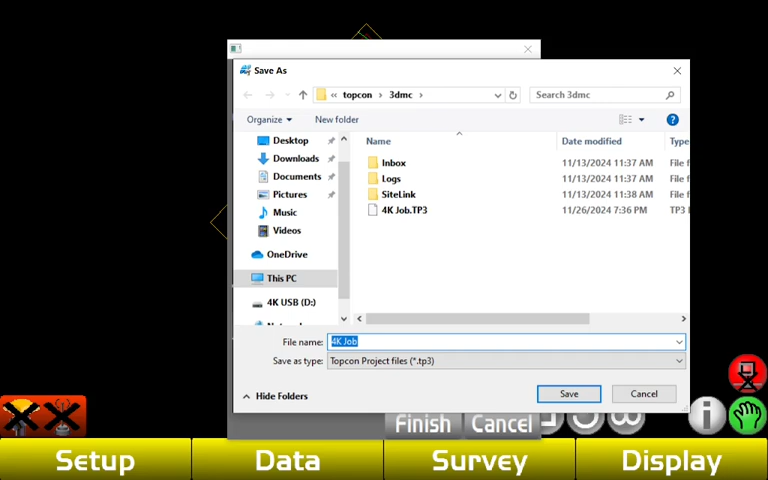 Save As
topcon > 3dmc >
Search 3dmc
Organize
New folder
Name
Date modified
Type
Desktop
Downloads
Documents
Pictures
Music
Videos
OneDrive
This PC
4K USB (D:)
Inbox 11/13/2024 11:37 AM File f
Logs 11/13/2024 11:37 AM File f
SiteLink 11/13/2024 11:38 AM File f
4K Job.TP3 11/26/2024 7:36 PM TP3
File name: 4K Job
Save as type: Topcon Project files (*.tp3)
Hide Folders
Save
Cancel
Finish
Cancel
Setup
Data
Survey
Display